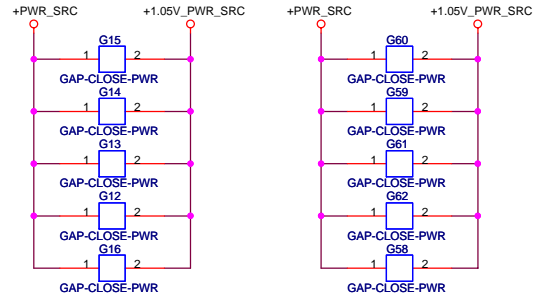 +PWR_SRC +1.05V_PWR_SRC +PWR_SRC +1.05V_PWR_SRC
G15 G60
1 2 1 2
GAP-CLOSE-PWR GAP-CLOSE-PWR
G14 G59
1 2 1 2
GAP-CLOSE-PWR GAP-CLOSE-PWR
G13 G61
1 2 1 2
GAP-CLOSE-PWR GAP-CLOSE-PWR
G12 G62
1 2 1 2
GAP-CLOSE-PWR GAP-CLOSE-PWR
G16 G58
1 2 1 2
GAP-CLOSE-PWR GAP-CLOSE-PWR